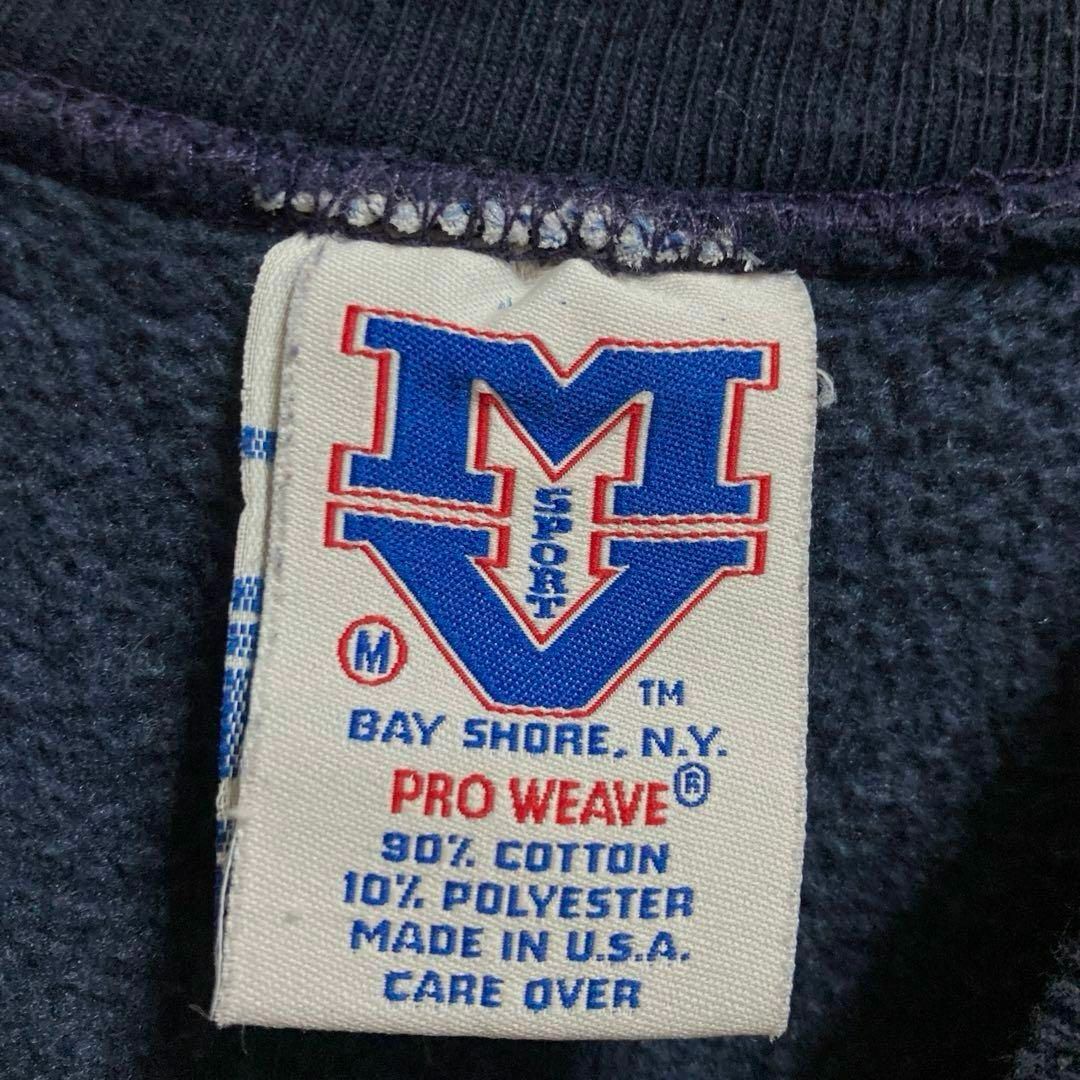 MV
SPORT
M
TM
BAY SHORE, N.Y.
PRO WEAVE®
90% COTTON
10% POLYESTER
MADE IN U.S.A.
CARE OVER